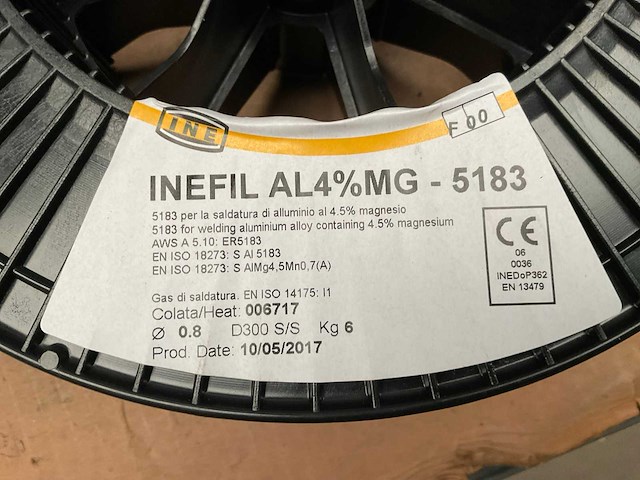 INE
F 00
INEFIL AL4%MG - 5183
5183 per la saldatura di alluminio al 4.5% magnesio
5183 for welding aluminium alloy containing 4.5% magnesium
AWS A 5.10: ER5183
EN ISO 18273: S Al 5183
EN ISO 18273: S AlMg4,5Mn0,7(A)
CE
06
0036
INEDoP362
EN 13479
Gas di saldatura. EN ISO 14175: I1
Colata/Heat: 006717
Ø 0.8 D300 S/S Kg 6
Prod. Date: 10/05/2017